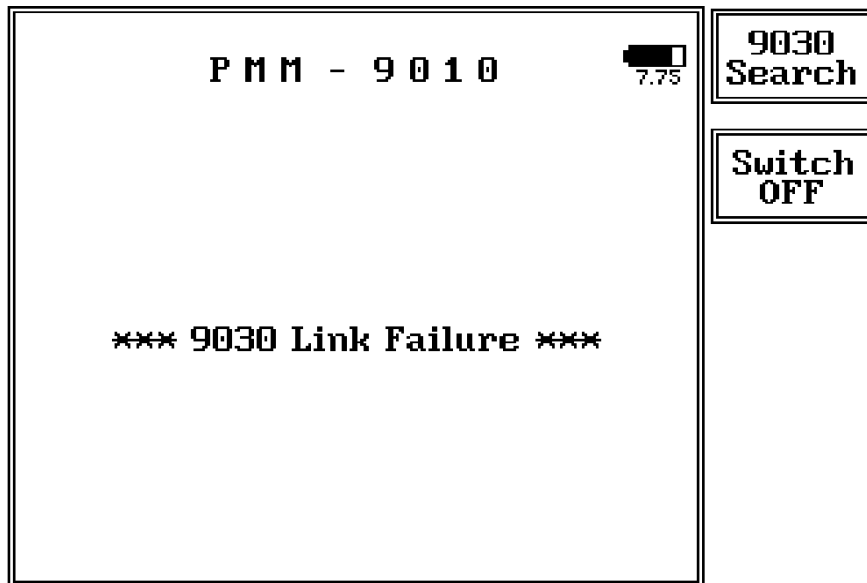 PMM - 9010
7.75
*** 9030 Link Failure ***
9030
Search
Switch
OFF